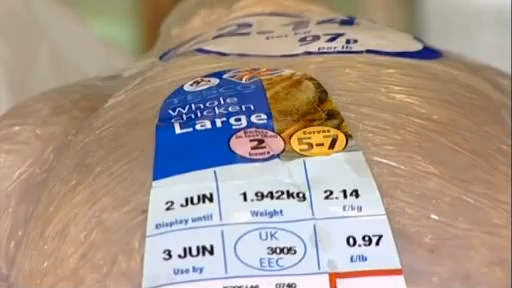 2.14
per kg
97p
per lb
TESCO
Whole
chicken
Large
2
hours
Serves
5-7
2 JUN
Display until
1.942kg
Weight
2.14
£/kg
3 JUN
Use by
UK
3005
EEC
0.97
£/lb